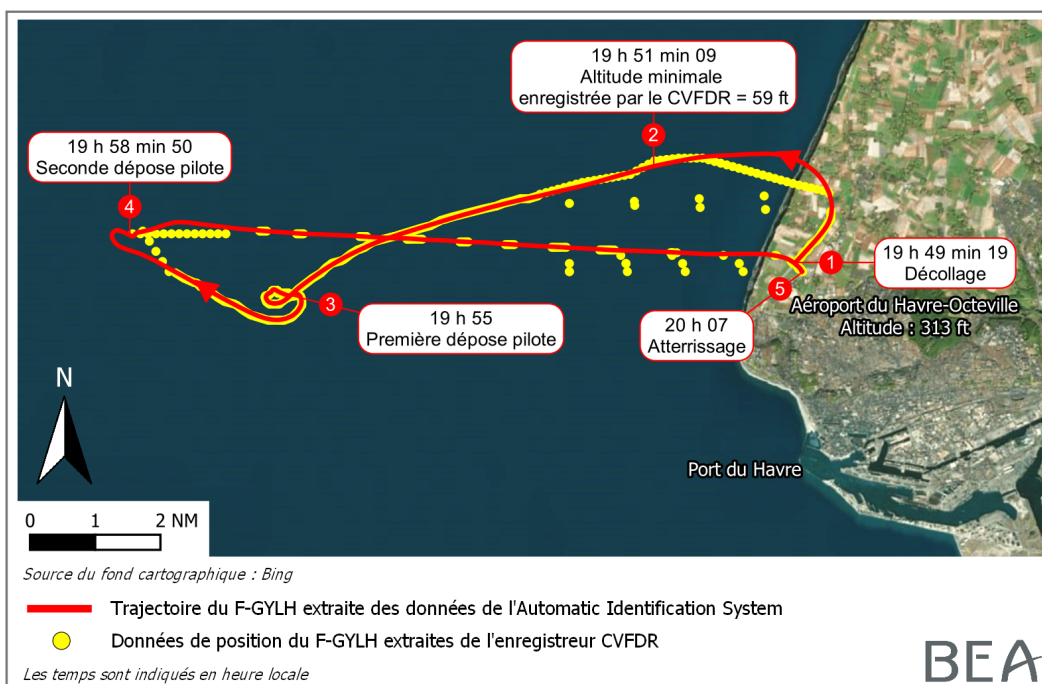 19 h 51 min 09
Altitude minimale
enregistrée par le CVFDR = 59 ft
2
19 h 58 min 50
Seconde dépose pilote
4
1
19 h 49 min 19
Décollage
5
3
Aéroport du Havre-Octeville
Altitude : 313 ft
19 h 55
Première dépose pilote
20 h 07
Atterrissage
N
Port du Havre
0 1 2 NM
Source du fond cartographique : Bing
Trajectoire du F-GYLH extraite des données de l'Automatic Identification System
Données de position du F-GYLH extraites de l'enregistreur CVFDR
Les temps sont indiqués en heure locale
BEA